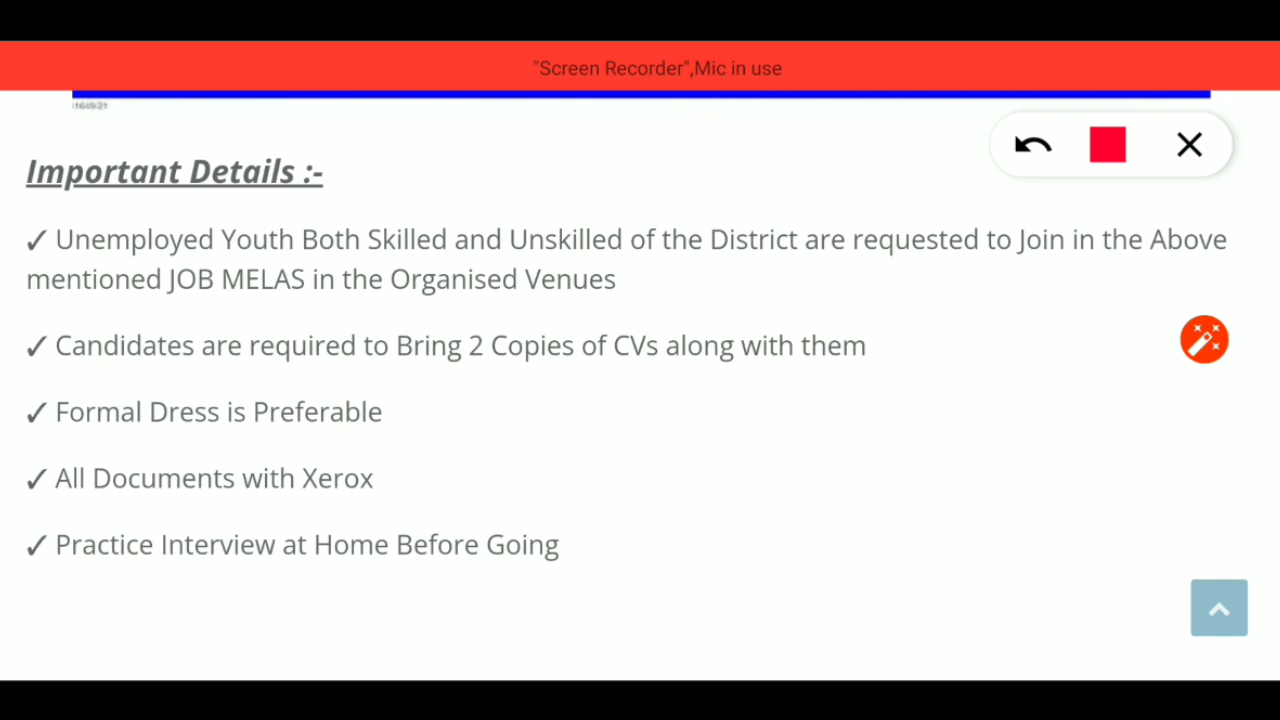 "Screen Recorder",Mic in use
Important Details :-
✓ Unemployed Youth Both Skilled and Unskilled of the District are requested to Join in the Above
mentioned JOB MELAS in the Organised Venues
✓ Candidates are required to Bring 2 Copies of CVs along with them
✓ Formal Dress is Preferable
✓ All Documents with Xerox
✓ Practice Interview at Home Before Going